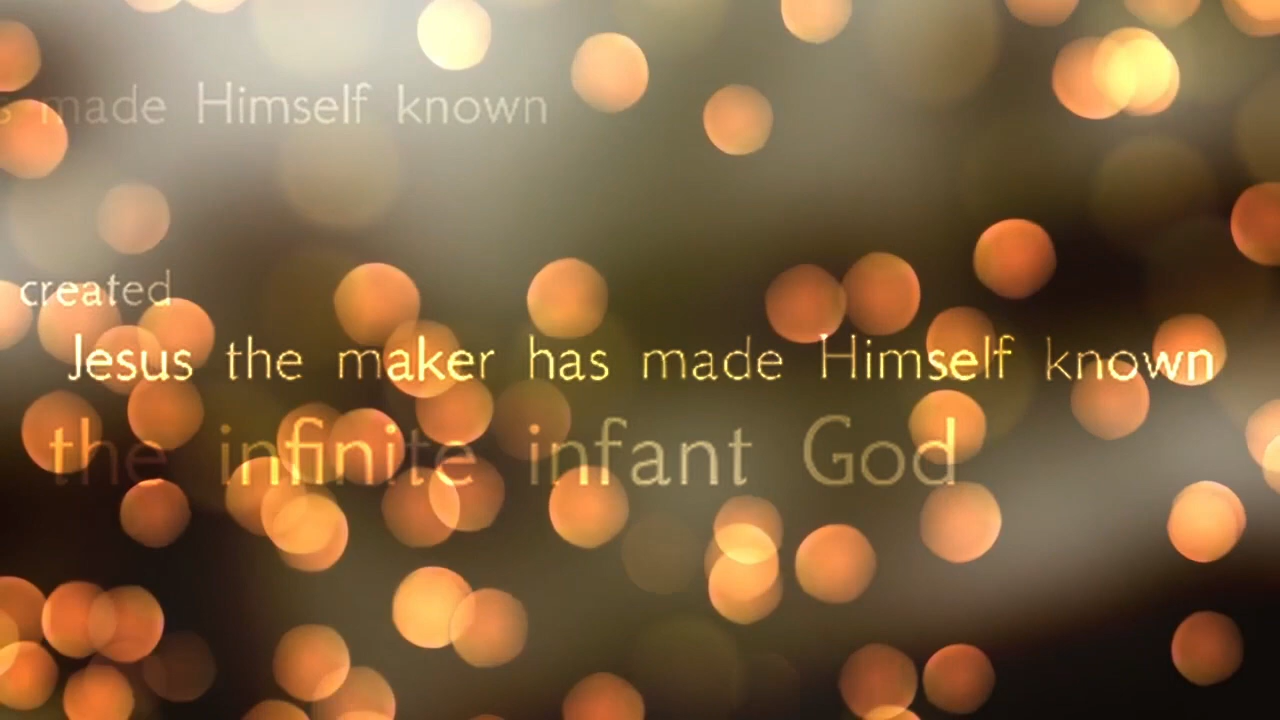 made Himself known
created
Jesus the maker has made Himself known
the infinite infant God